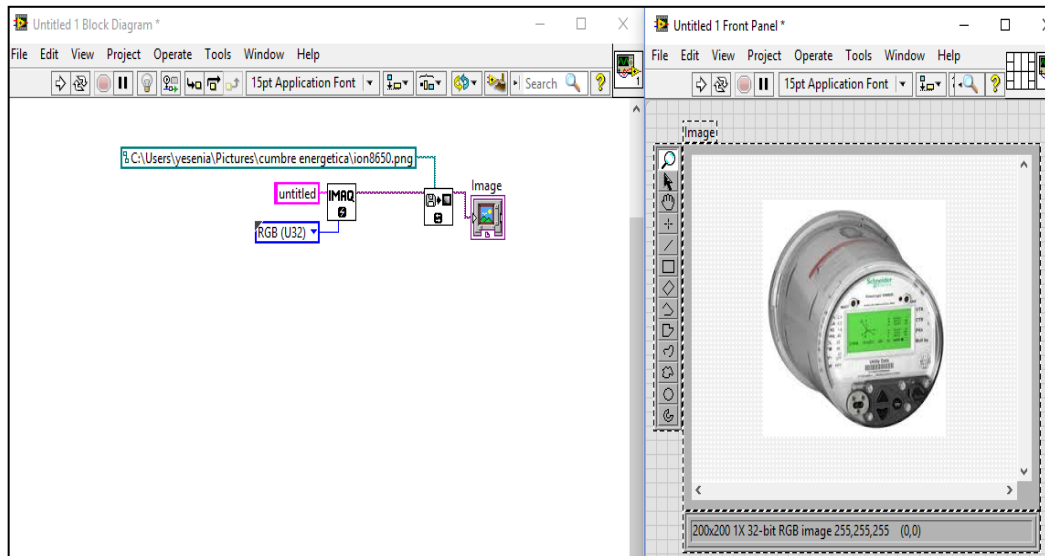 Untitled 1 Block Diagram *
File Edit View Project Operate Tools Window Help
15pt Application Font
Search
C:\Users\yesenia\Pictures\cumbre energetica\ion8650.png
untitled
IMAQ
RGB (U32)
Image
Untitled 1 Front Panel *
File Edit View Project Operate Tools Window Help
15pt Application Font
Image
Schneider
200x200 1X 32-bit RGB image 255,255,255 (0,0)